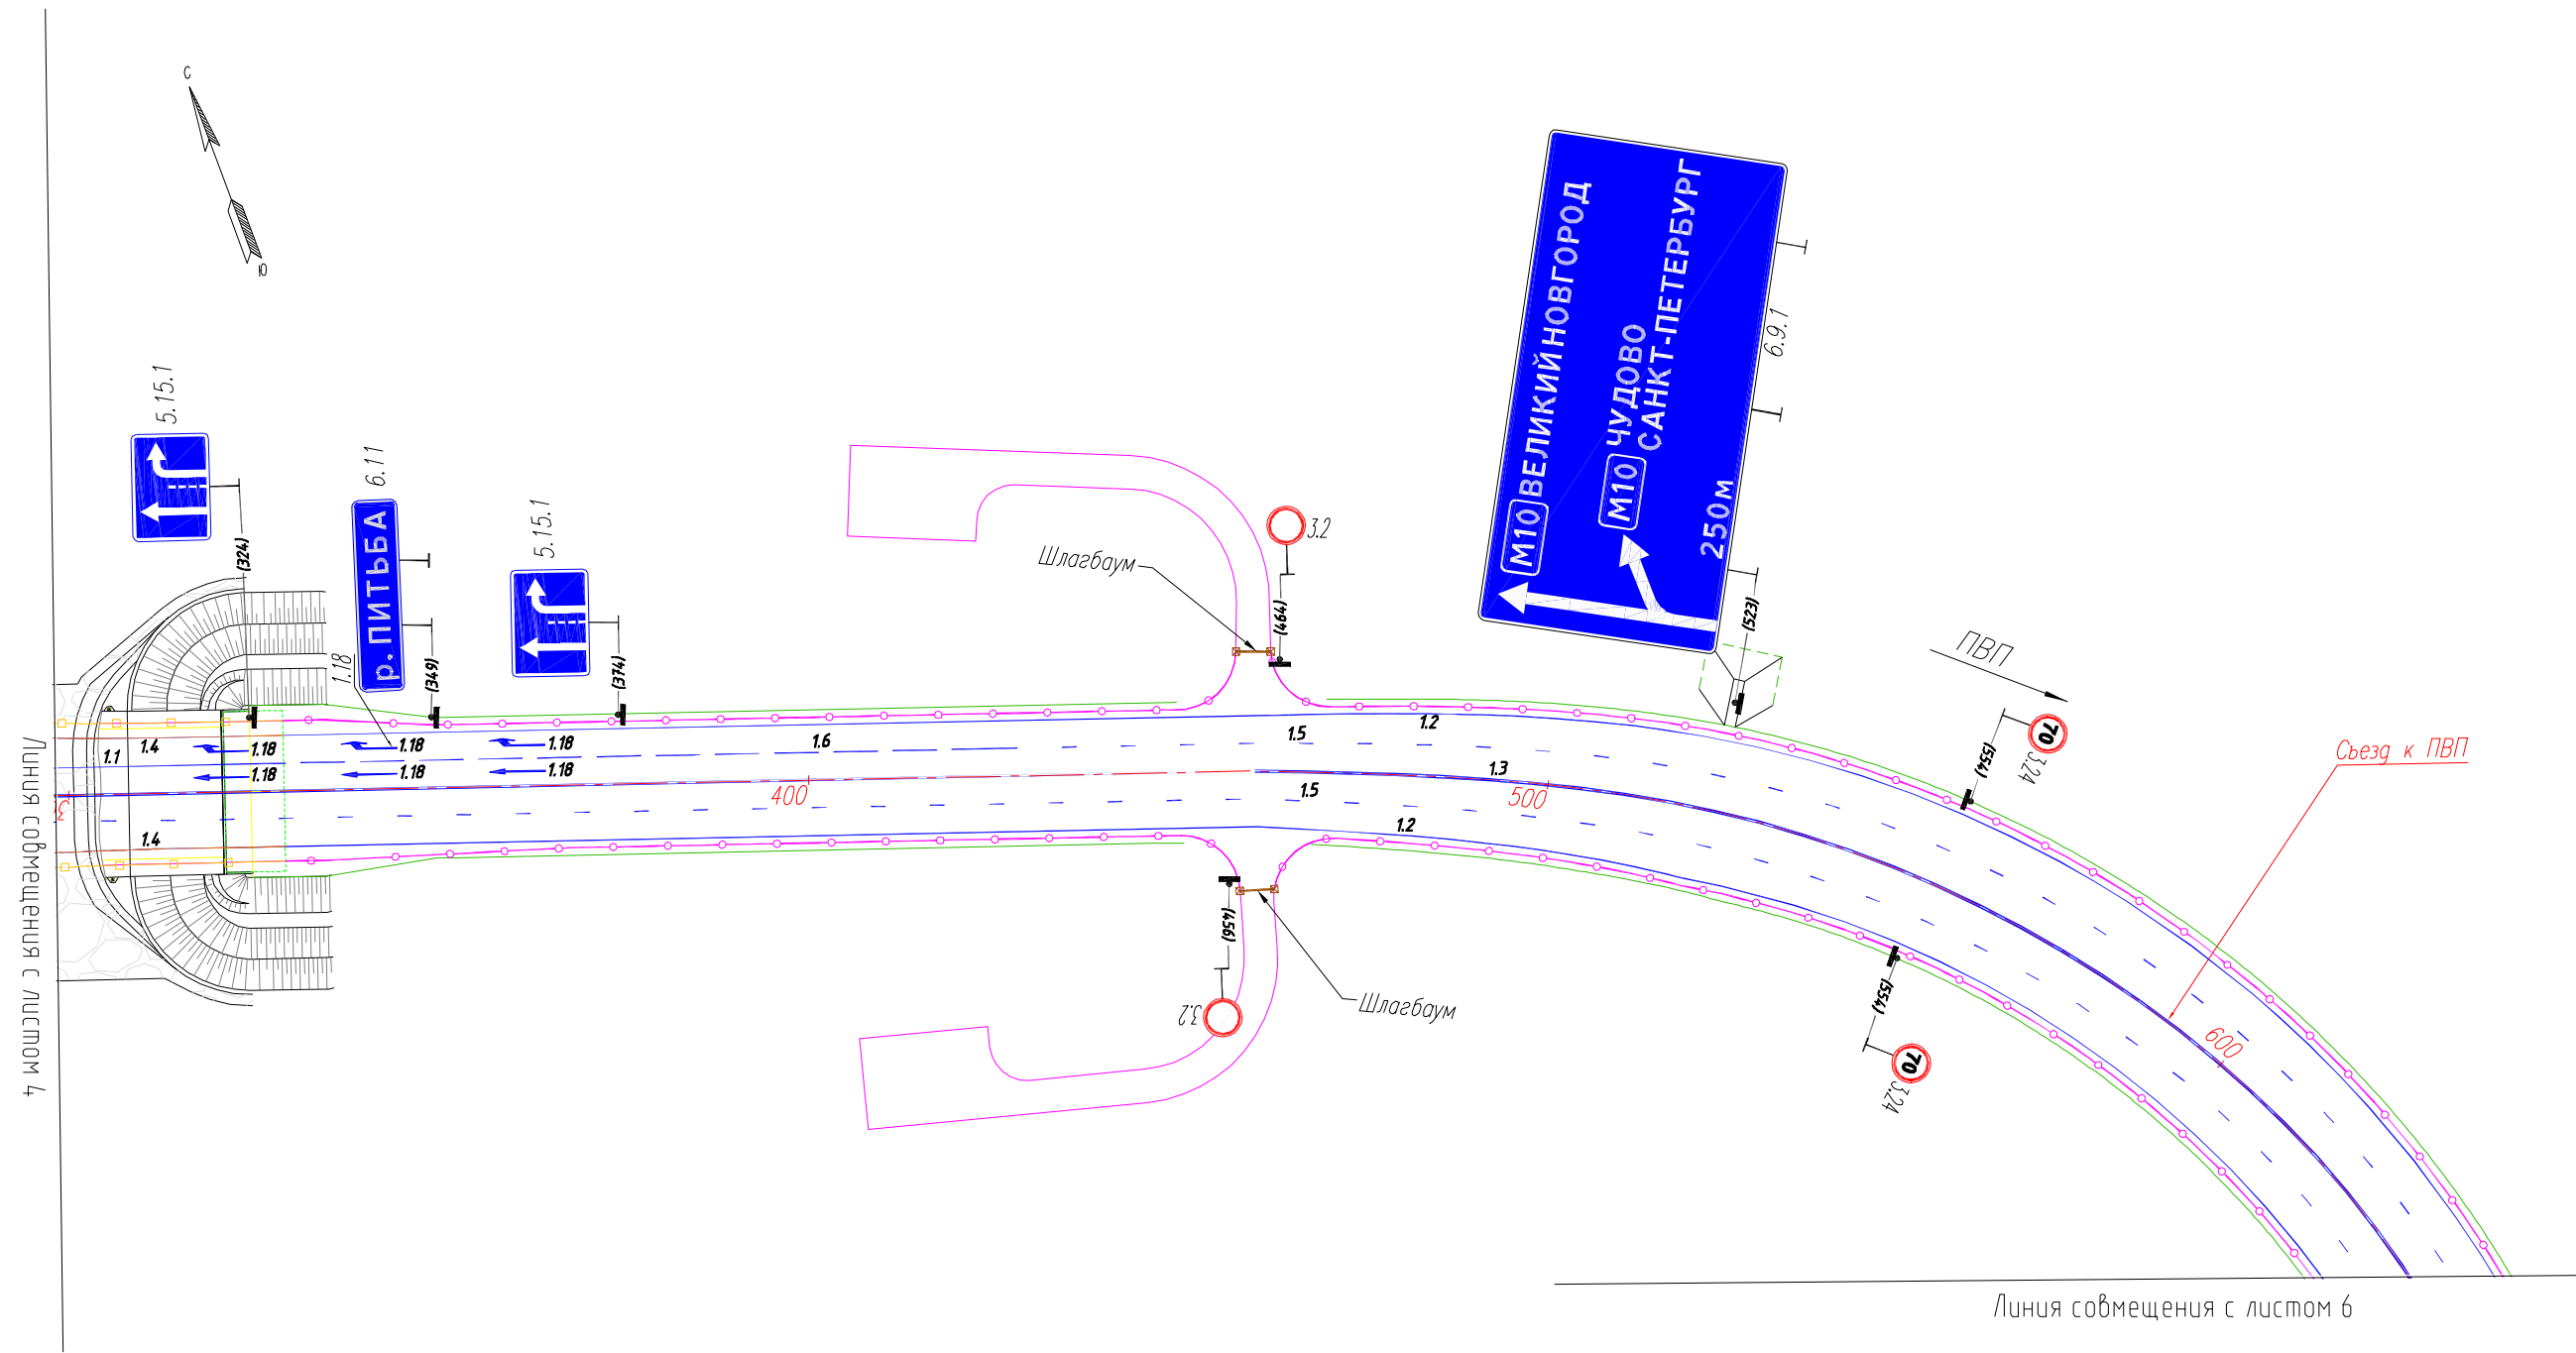 С
Ю
5.15.1
(324)
6.11
р.ПИТЬБА
1.18
(349)
5.15.1
(374)
Шлагбаум
3.2
(464)
М10 ВЕЛИКИЙ НОВГОРОД
М10 ЧУДОВО
САНКТ-ПЕТЕРБУРГ
250м
6.9.1
(523)
ПВП
70
3.24
(554)
Съезд к ПВП
1.1
1.4
1.18
1.18
1.18
1.18
1.18
1.18
1.6
1.5
1.2
1.3
400
500
600
1.5
1.2
1.4
(456)
3.2
Шлагбаум
(554)
70
3.24
Линия совмещения с листом 4
Линия совмещения с листом 6